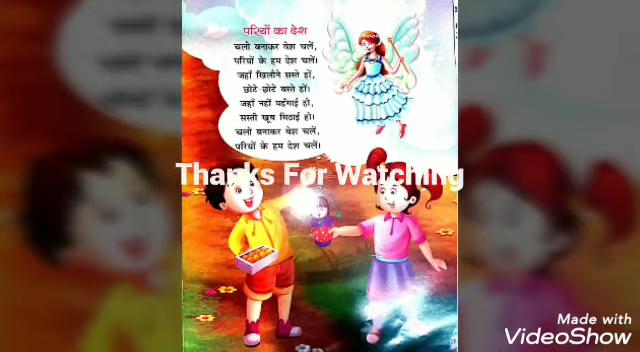 परियों का देश
चलो बनाकर वेश चलें,
परियों के हम देश चलें।
जहाँ खिलौने सस्ते हों,
छोटे-छोटे बस्ते हों।
जहाँ नहीं महँगाई हो,
सस्ती खूब मिठाई हो।
चलो बनाकर वेश चलें,
परियों के हम देश चलें।
Thanks For Watching
Made with
VideoShow